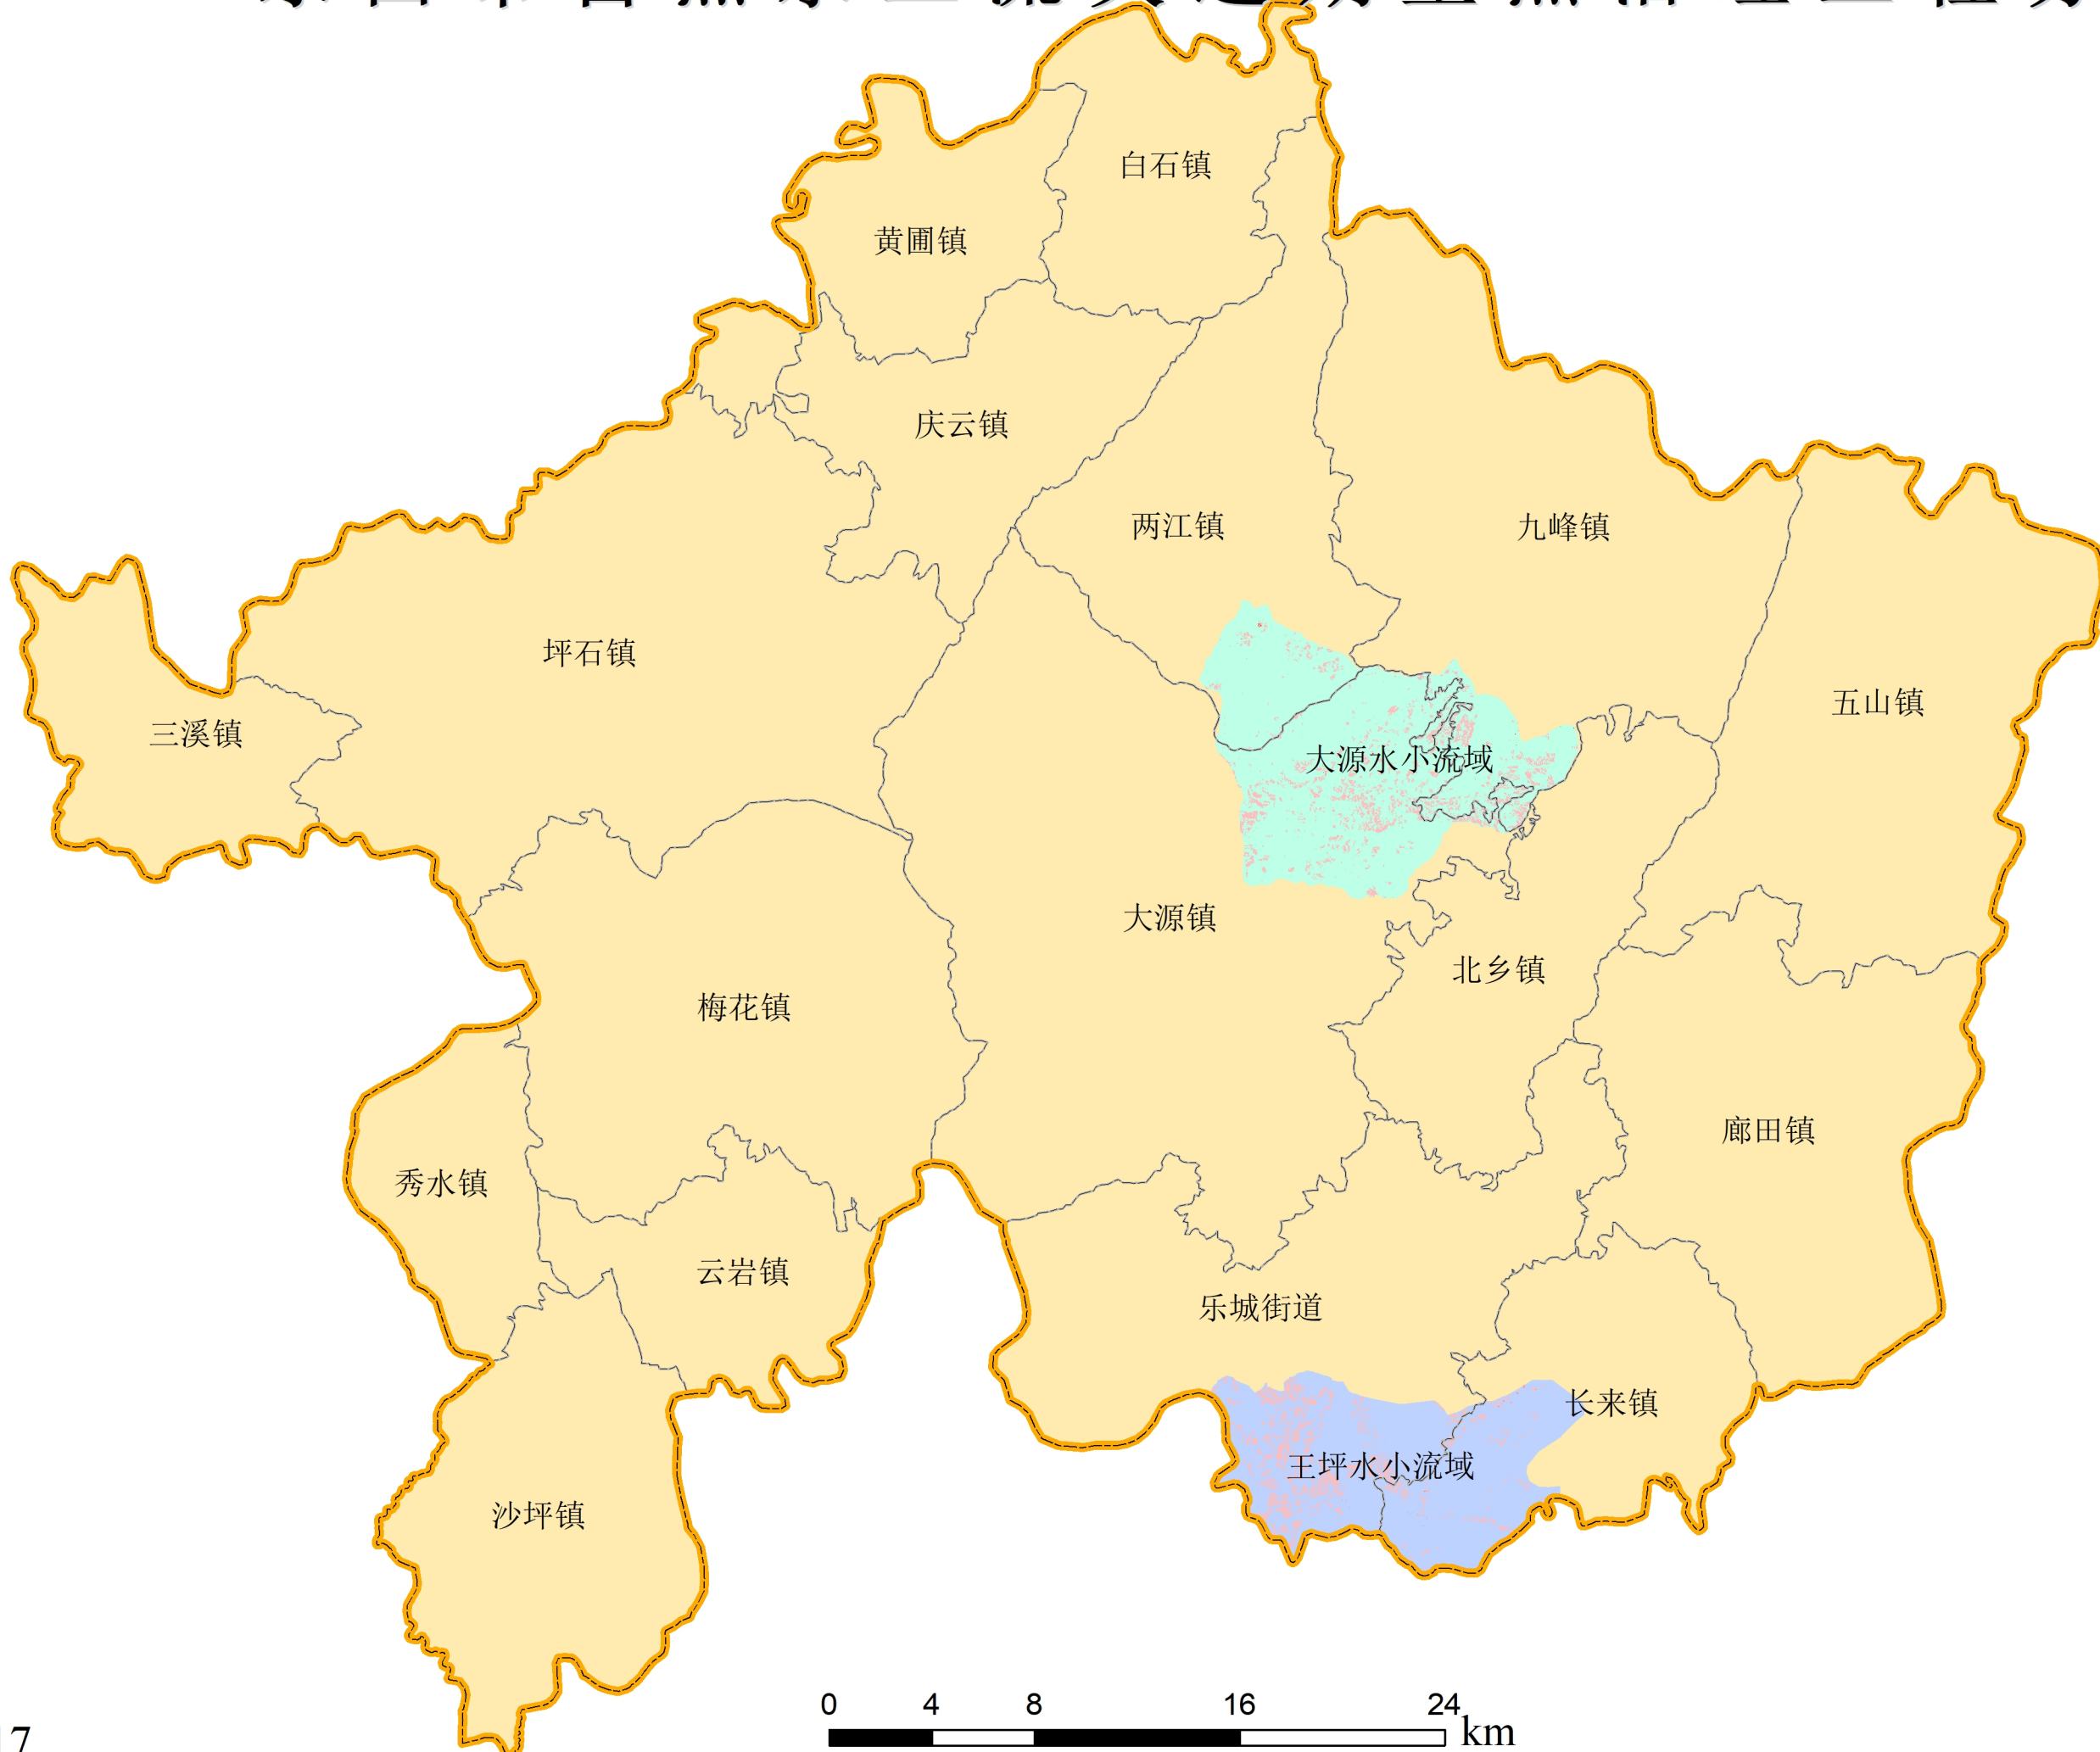 白石镇
黄圃镇
庆云镇
两江镇
九峰镇
坪石镇
五山镇
三溪镇
大源水小流域
大源镇
北乡镇
梅花镇
廊田镇
秀水镇
云岩镇
乐城街道
长来镇
王坪水小流域
沙坪镇
0 4 8 16 24
km
17